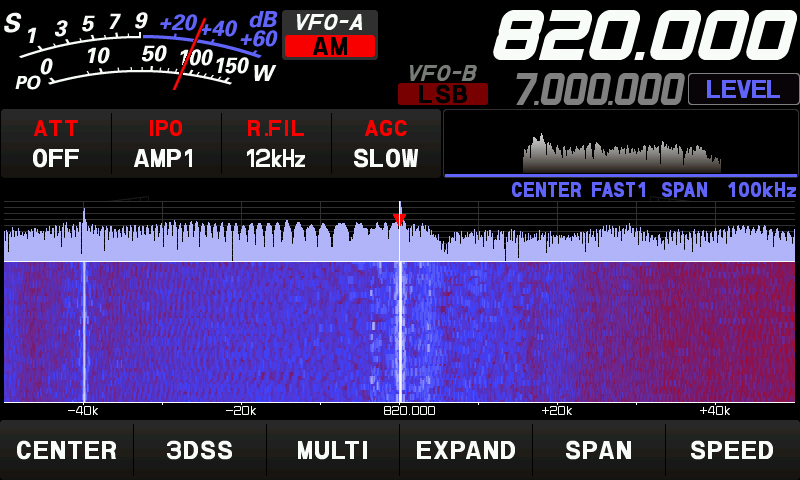 S 1 3 5 7 9 +20 +40 +60 dB
PO 0 10 50 100 150 W
VFO-A
AM
820.000
VFO-B
LSB
7.000.000
LEVEL
ATT IPO R.FIL AGC
OFF AMP1 12kHz SLOW
CENTER FAST1 SPAN 100kHz
-40k -20k 820.000 +20k +40k
CENTER 3DSS MULTI EXPAND SPAN SPEED